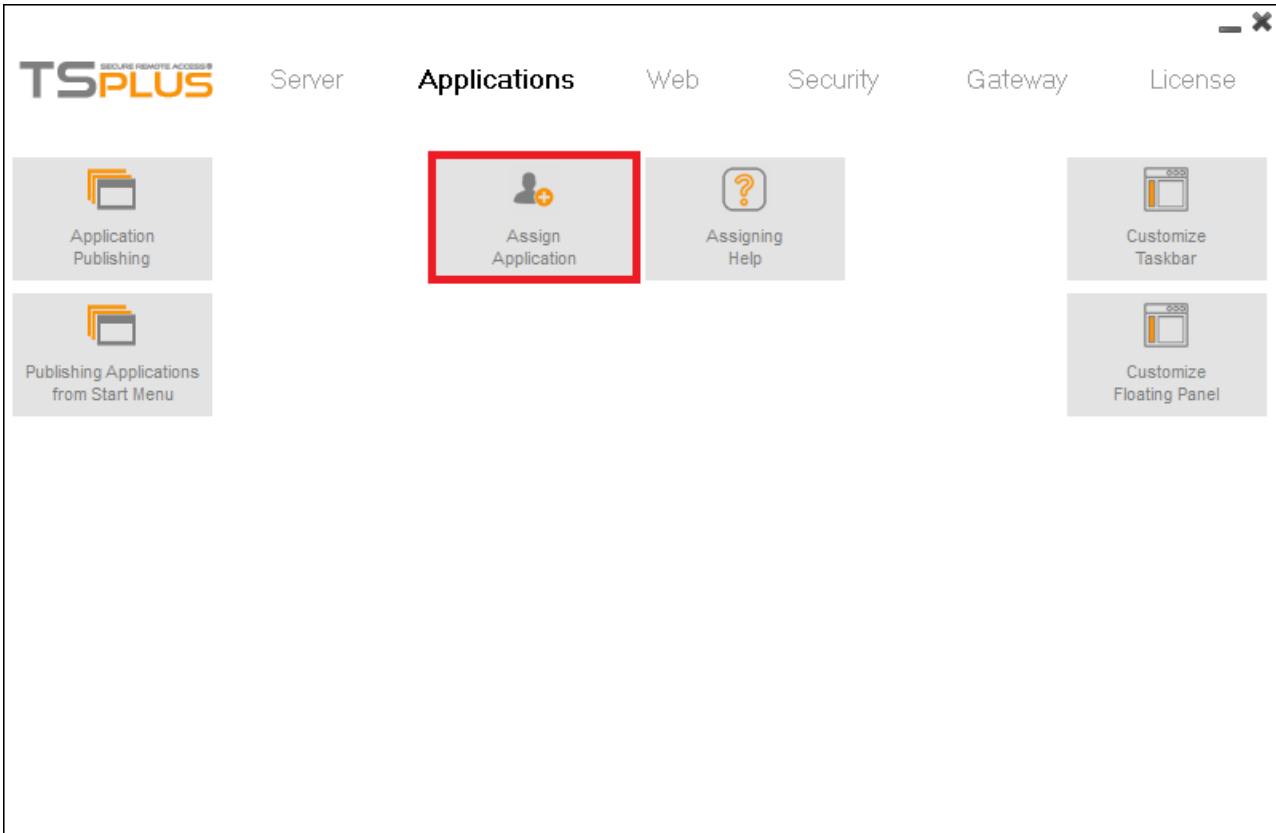 TSPLUS
SECURE REMOTE ACCESS®
Server
Applications
Web
Security
Gateway
License
Application
Publishing
Assign
Application
Assigning
Help
Customize
Taskbar
Publishing Applications
from Start Menu
Customize
Floating Panel